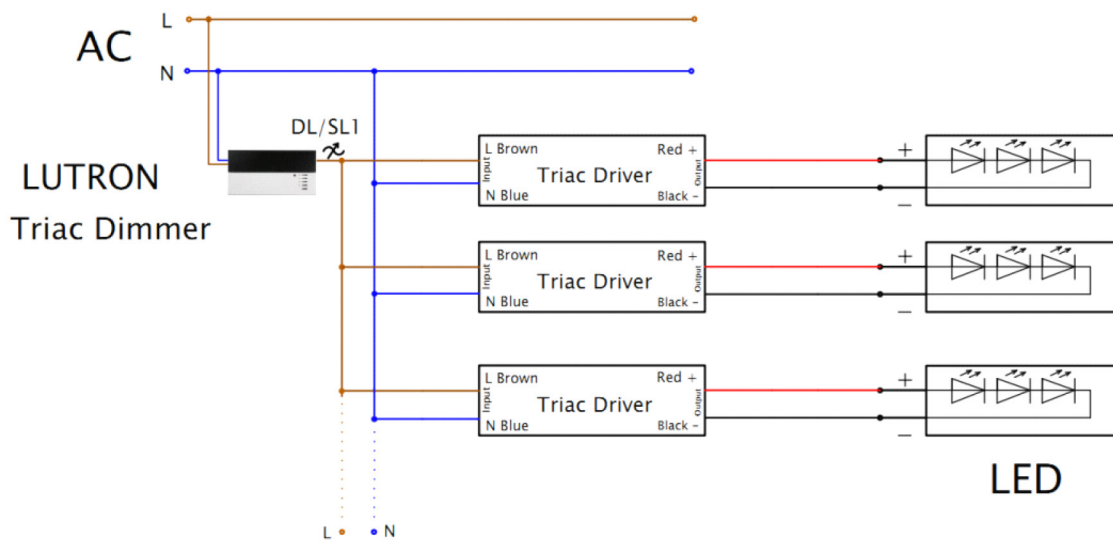 L
AC
N
DL/SL1
LUTRON
Triac Dimmer
L Brown
Red +
Input
Triac Driver
Output
N Blue
Black -
+
−
L Brown
Red +
Input
Triac Driver
Output
N Blue
Black -
+
−
L Brown
Red +
Input
Triac Driver
Output
N Blue
Black -
+
−
LED
L
N